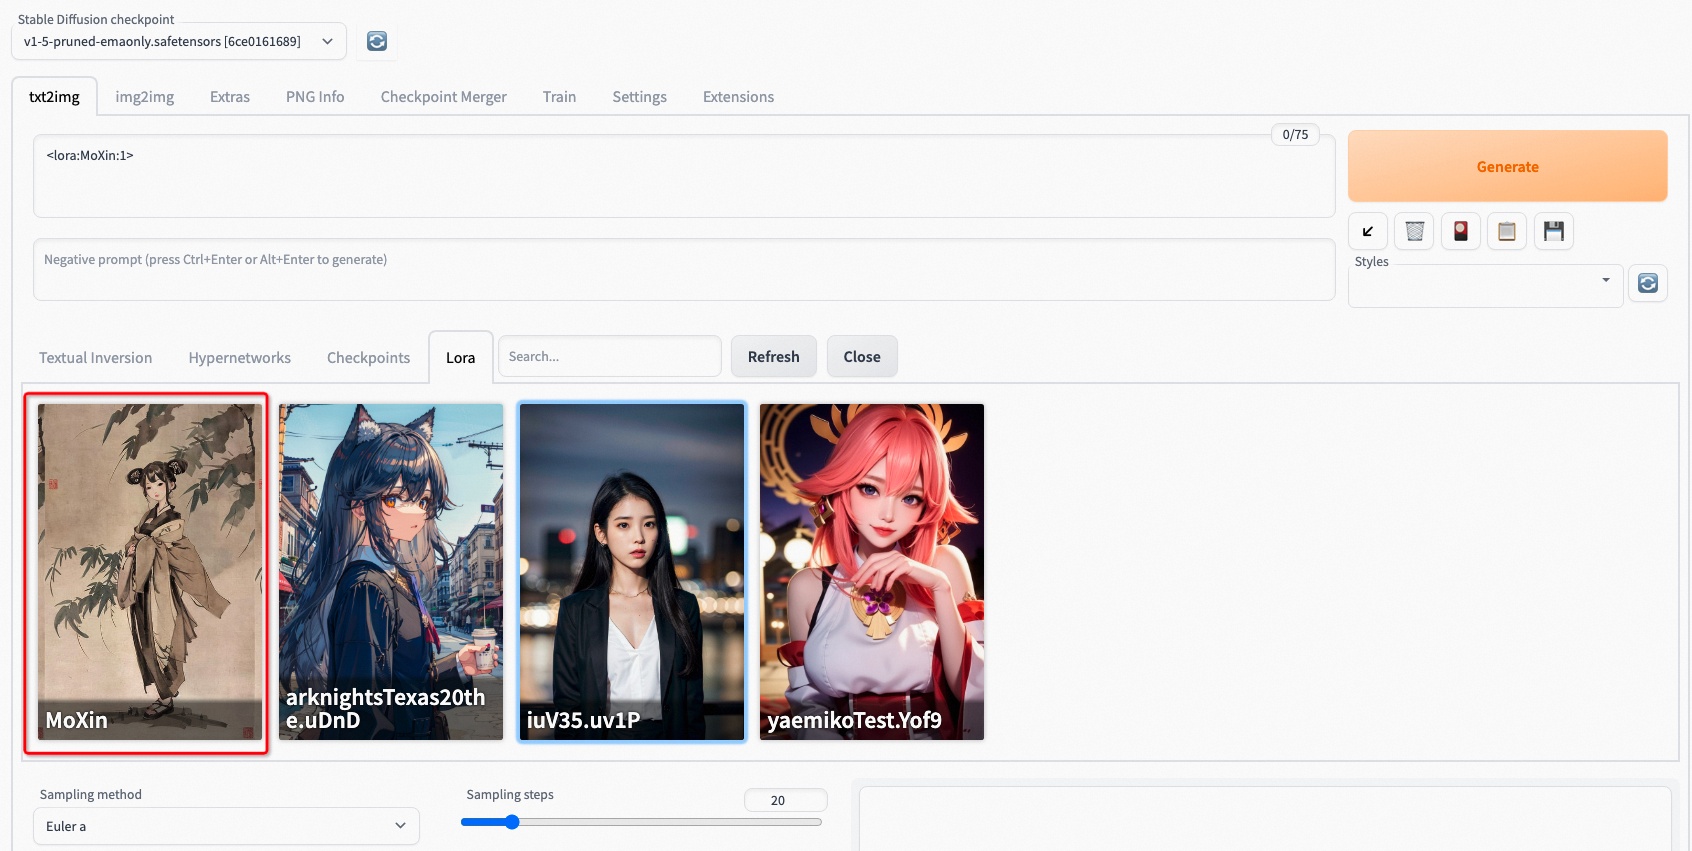 Stable Diffusion checkpoint
v1-5-pruned-emaonly.safetensors [6ce0161689]
txt2img
img2img
Extras
PNG Info
Checkpoint Merger
Train
Settings
Extensions
0/75
<lora:MoXin:1>
Generate
Negative prompt (press Ctrl+Enter or Alt+Enter to generate)
Styles
Textual Inversion
Hypernetworks
Checkpoints
Lora
Search...
Refresh
Close
MoXin
arknightsTexas20th
e.uDnD
iuV35.uv1P
yaemikoTest.Yof9
Sampling method
Euler a
Sampling steps
20